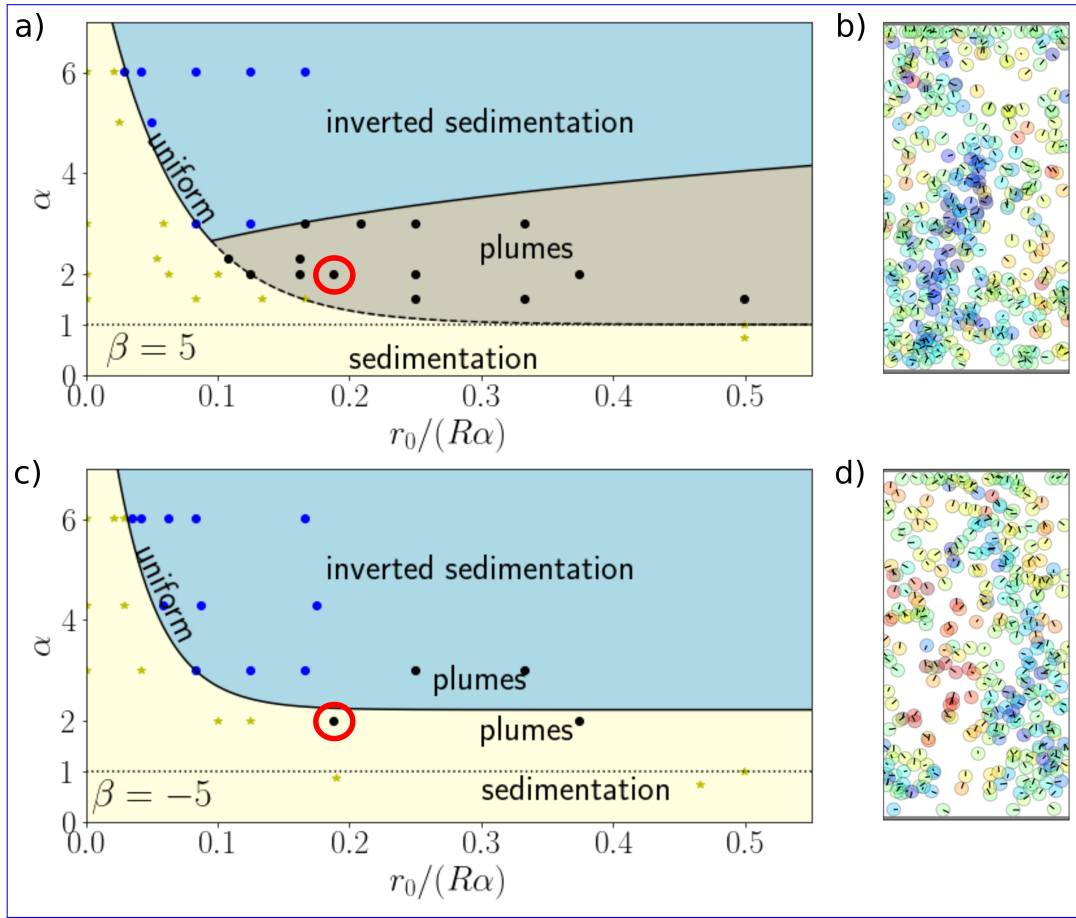 a)
b)
α
6
4
2
1
0
uniform
inverted sedimentation
plumes
β = 5
sedimentation
0.0
0.1
0.2
0.3
0.4
0.5
r₀/(Rα)
c)
d)
α
6
4
2
1
0
uniform
inverted sedimentation
plumes
plumes
β = −5
sedimentation
0.0
0.1
0.2
0.3
0.4
0.5
r₀/(Rα)